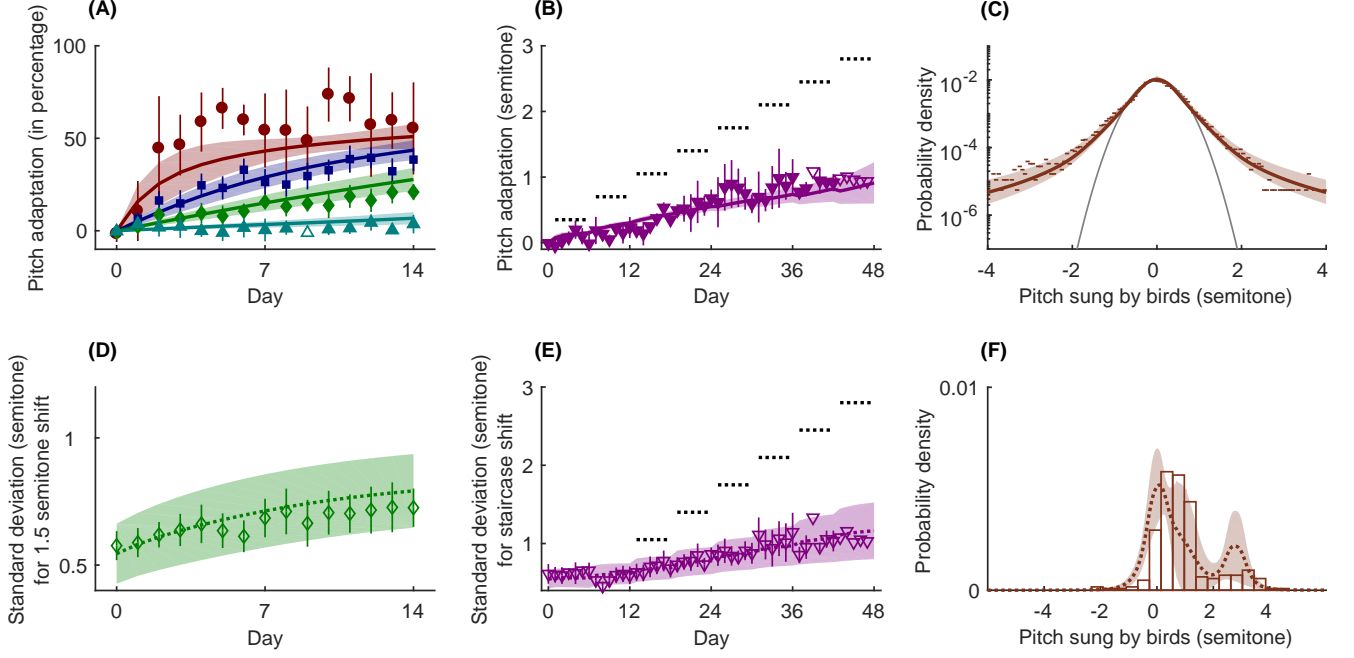 (A)
Pitch adaptation (in percentage)
100
50
0
0 7 14
Day
(B)
Pitch adaptation (semitone)
3
2
1
0
0 12 24 36 48
Day
(C)
Probability density
10^-2
10^-4
10^-6
-4 -2 0 2 4
Pitch sung by birds (semitone)
(D)
Standard deviation (semitone)
for 1.5 semitone shift
1
0.5
0 7 14
Day
(E)
Standard deviation (semitone)
for staircase shift
3
2
1
0
0 12 24 36 48
Day
(F)
Probability density
0.01
0
-4 -2 0 2 4
Pitch sung by birds (semitone)